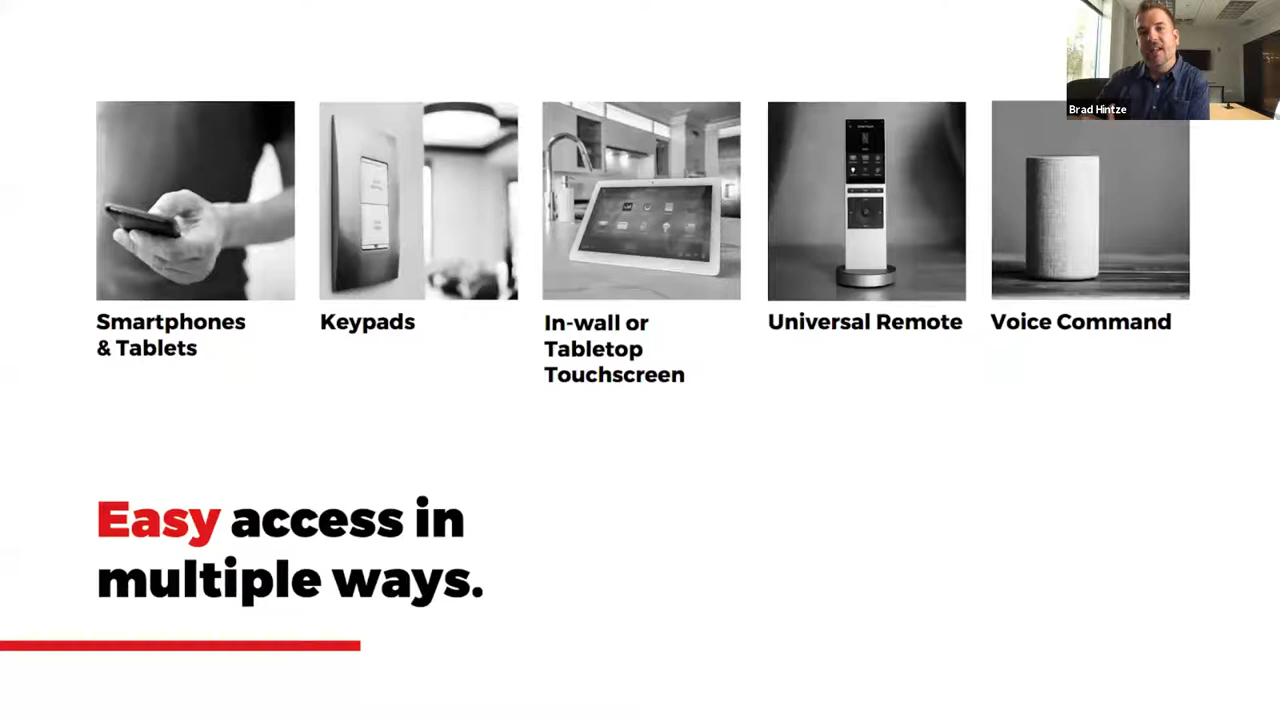 Brad Hintze
Smartphones
& Tablets
Keypads
In-wall or
Tabletop
Touchscreen
Universal Remote
Voice Command
Easy access in
multiple ways.